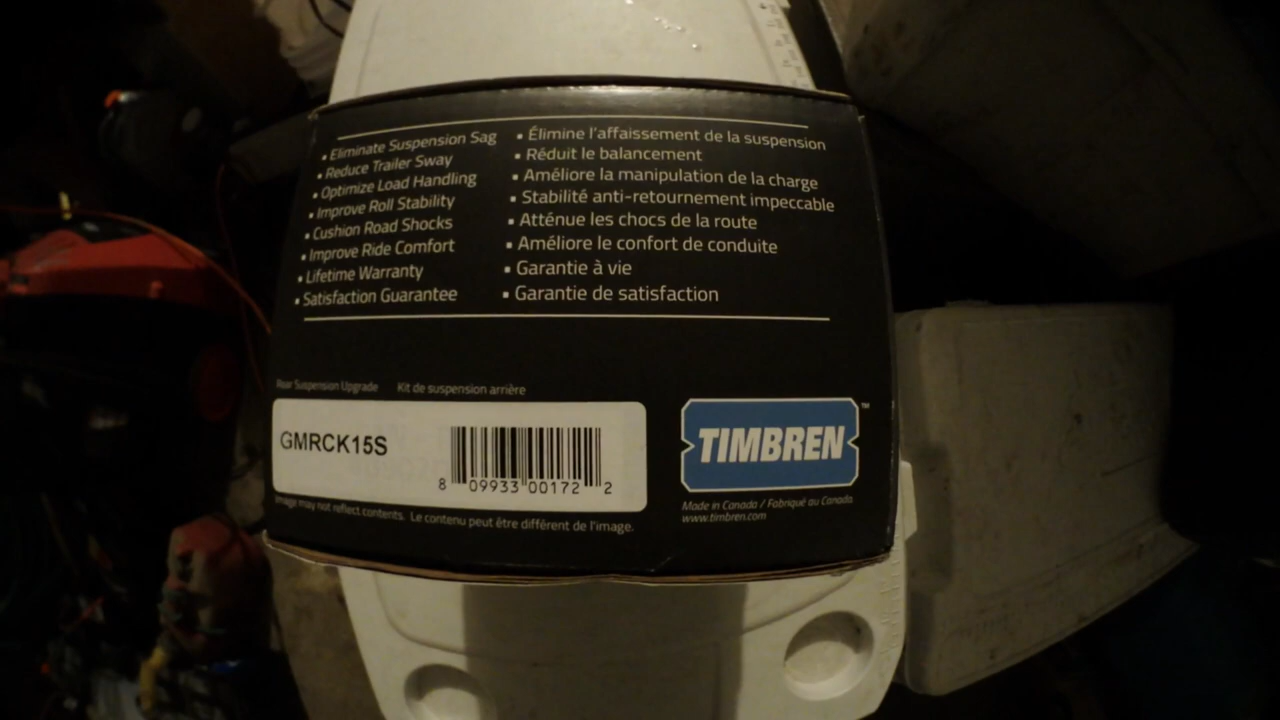 • Eliminate Suspension Sag
• Reduce Trailer Sway
• Optimize Load Handling
• Improve Roll Stability
• Cushion Road Shocks
• Improve Ride Comfort
• Lifetime Warranty
• Satisfaction Guarantee
• Élimine l'affaissement de la suspension
• Réduit le balancement
• Améliore la manipulation de la charge
• Stabilité anti-retournement impeccable
• Atténue les chocs de la route
• Améliore le confort de conduite
• Garantie à vie
• Garantie de satisfaction
Rear Suspension Upgrade Kit de suspension arrière
GMRCK15S
8 09933 00172 2
Image may not reflect contents. Le contenu peut être différent de l'image.
TIMBREN™
Made in Canada / Fabriqué au Canada
www.timbren.com